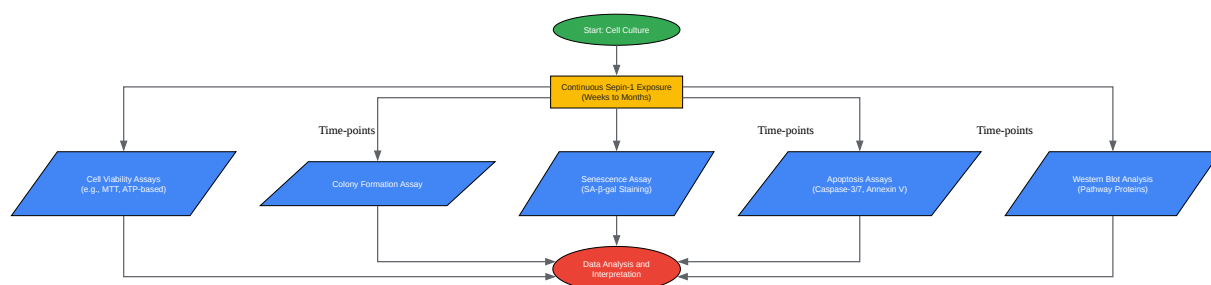 Start: Cell Culture
Continuous Sepin-1 Exposure
(Weeks to Months)
Time-points
Time-points
Time-points
Cell Viability Assays
(e.g., MTT, ATP-based)
Colony Formation Assay
Senescence Assay
(SA-β-gal Staining)
Apoptosis Assays
(Caspase-3/7, Annexin V)
Western Blot Analysis
(Pathway Proteins)
Data Analysis and
Interpretation